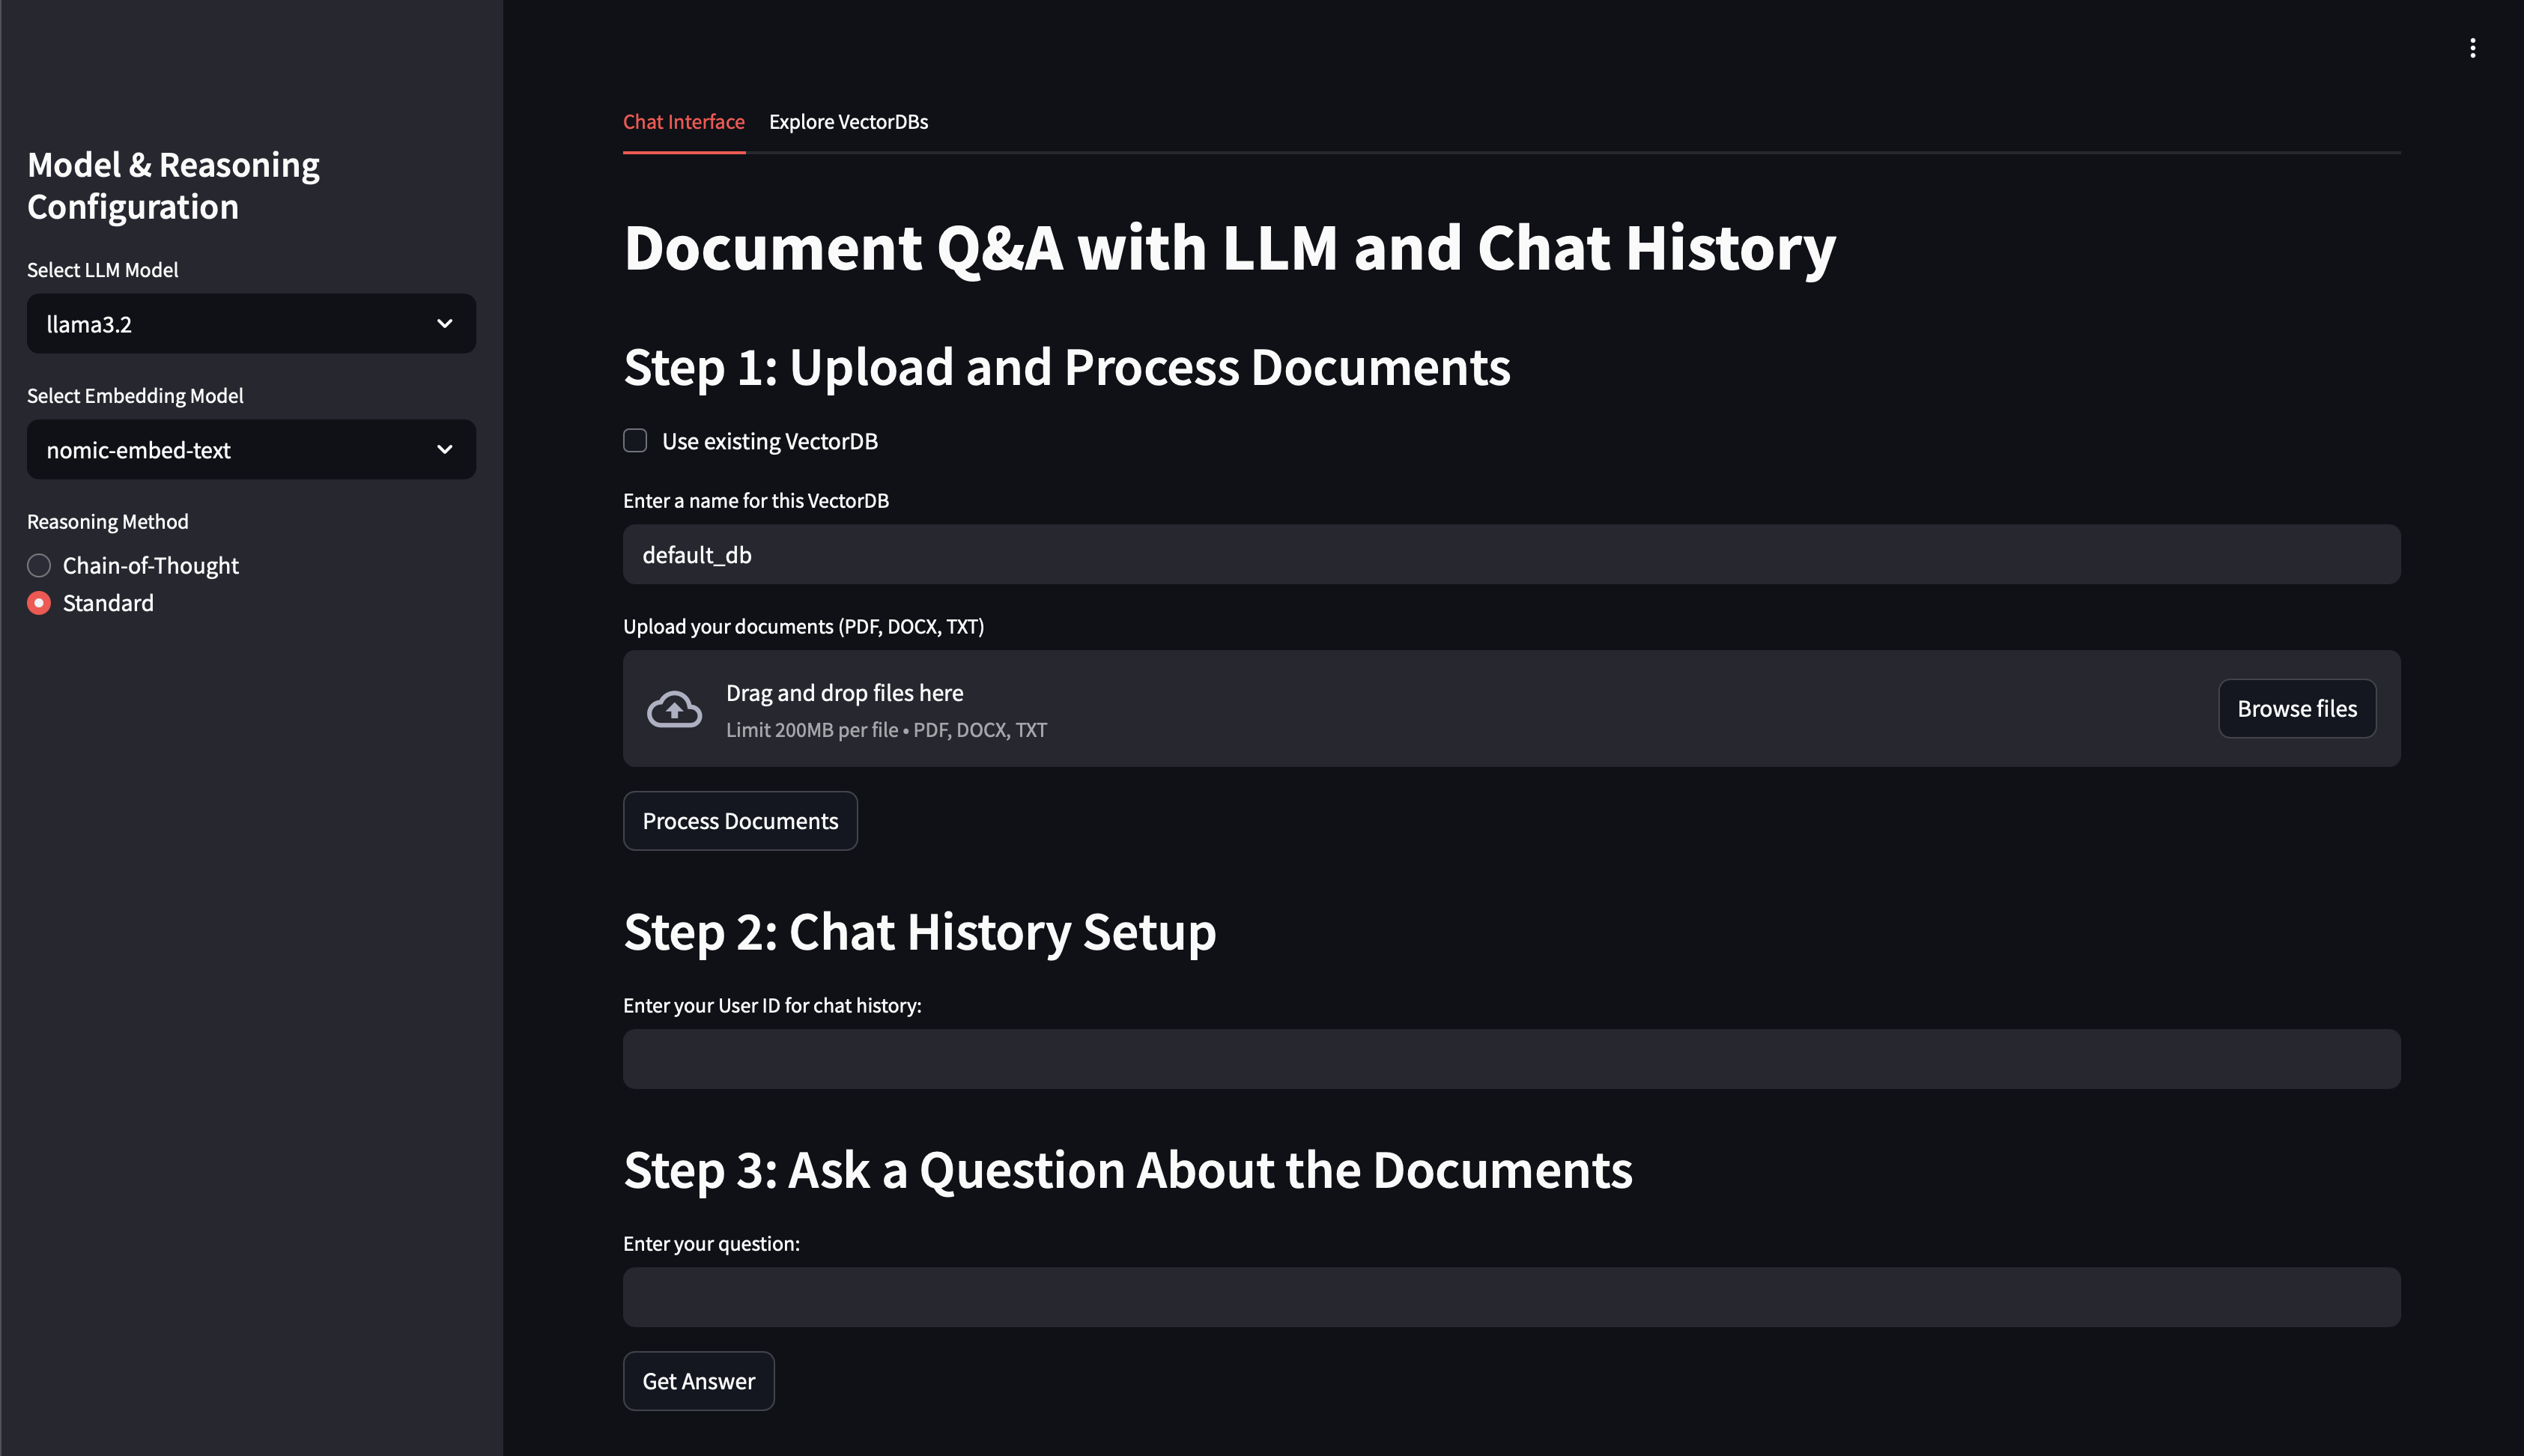 Model & Reasoning
Configuration
Select LLM Model
llama3.2
Select Embedding Model
nomic-embed-text
Reasoning Method
Chain-of-Thought
Standard
Chat Interface
Explore VectorDBs
Document Q&A with LLM and Chat History
Step 1: Upload and Process Documents
Use existing VectorDB
Enter a name for this VectorDB
default_db
Upload your documents (PDF, DOCX, TXT)
Drag and drop files here
Limit 200MB per file • PDF, DOCX, TXT
Browse files
Process Documents
Step 2: Chat History Setup
Enter your User ID for chat history:
Step 3: Ask a Question About the Documents
Enter your question:
Get Answer